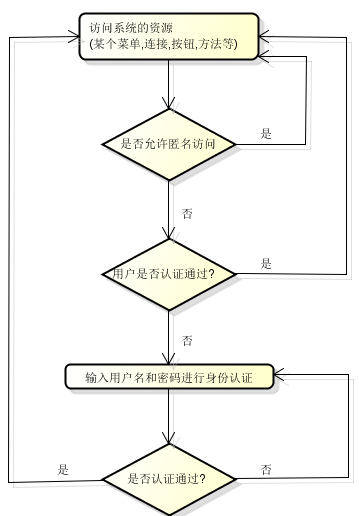 访问系统的资源
(某个菜单,连接,按钮,方法等)
是否允许匿名访问
是
否
用户是否认证通过?
是
否
输入用户名和密码进行身份认证
是否认证通过?
是
否